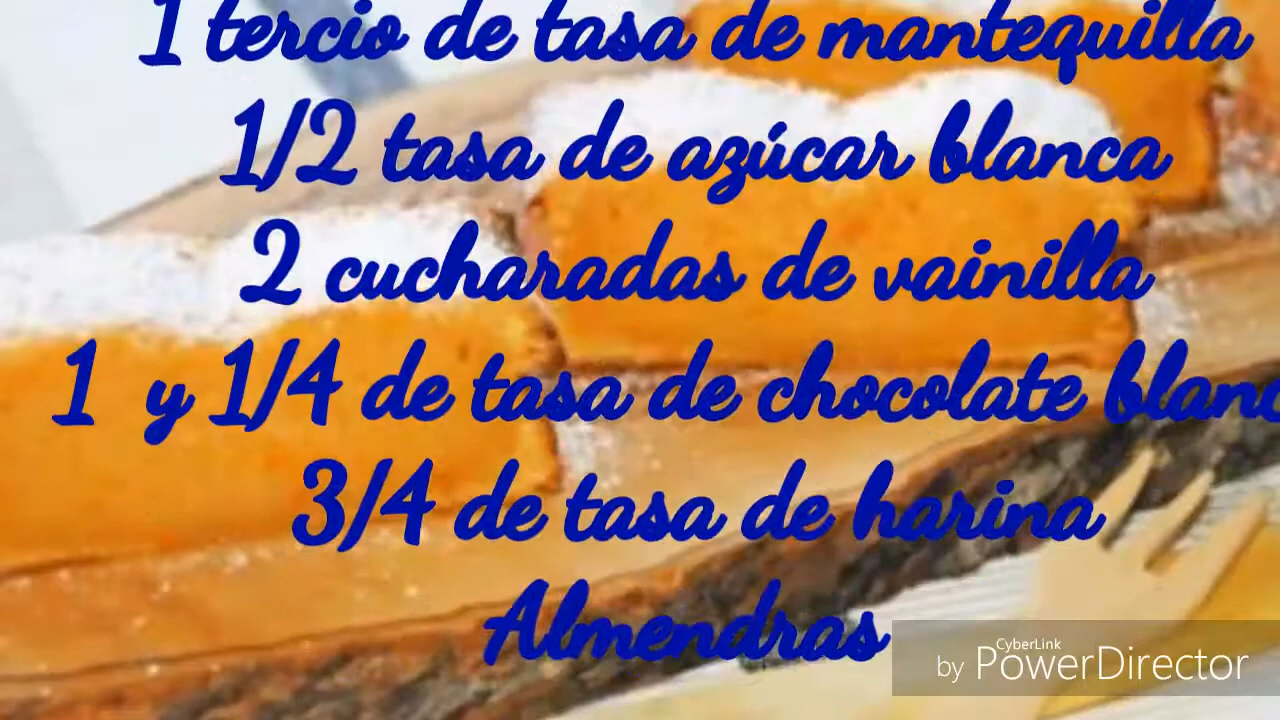 1 tercio de tasa de mantequilla
1/2 tasa de azúcar blanca
2 cucharadas de vainilla
1 y 1/4 de tasa de chocolate
3/4 de tasa de harina
Almendras
by CyberLink PowerDirector